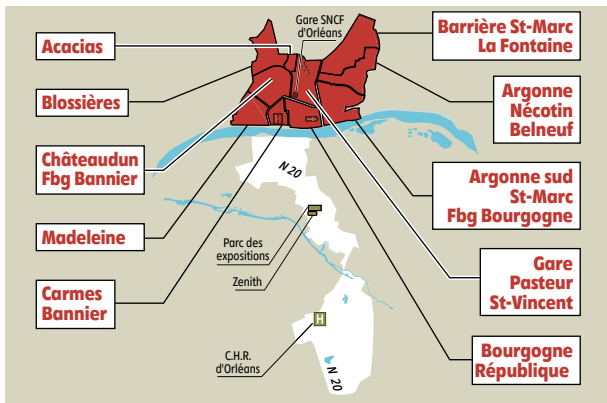 Gare SNCF
d'Orléans
Acacias
Blossières
Châteaudun
Fbg Bannier
Madeleine
Carmes
Bannier
Barrière St-Marc
La Fontaine
Argonne
Nécotin
Belneuf
Argonne sud
St-Marc
Fbg Bourgogne
Gare
Pasteur
St-Vincent
Bourgogne
République
H
N 20
Parc des
expositions
Zenith
H
C.H.R.
d'Orléans
N 20